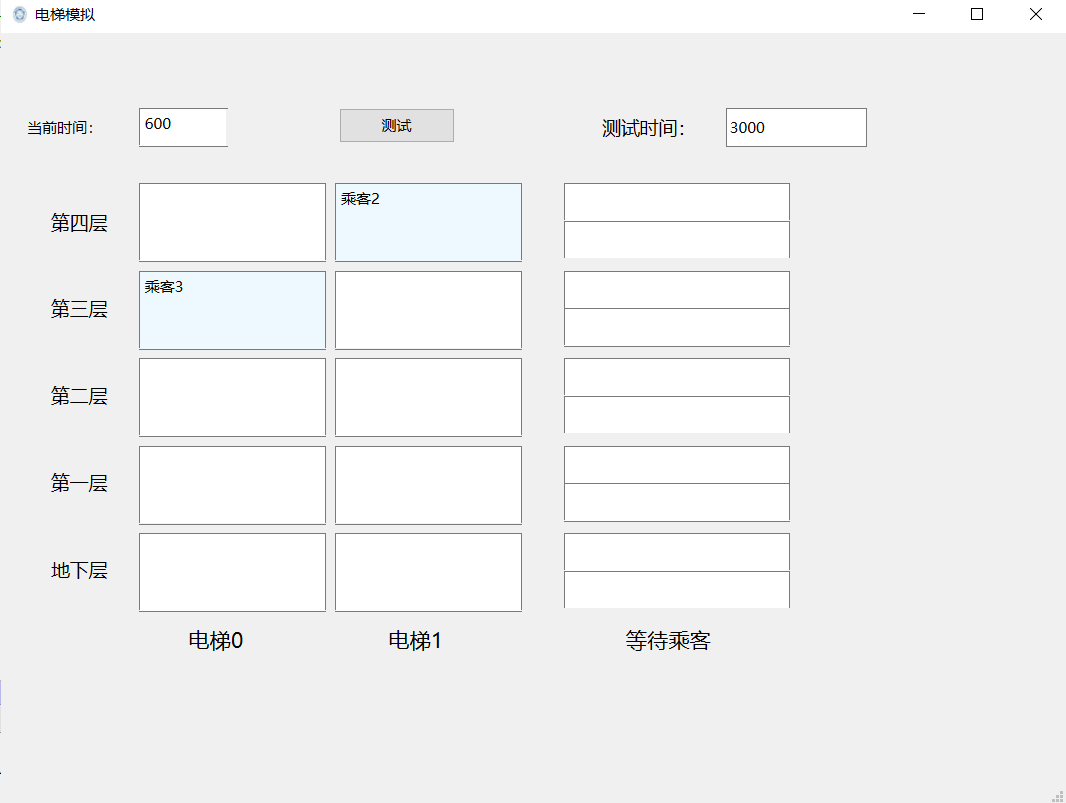 电梯模拟
当前时间：
600
测试
测试时间：
3000
第四层
乘客2
第三层
乘客3
第二层
第一层
地下层
电梯0
电梯1
等待乘客